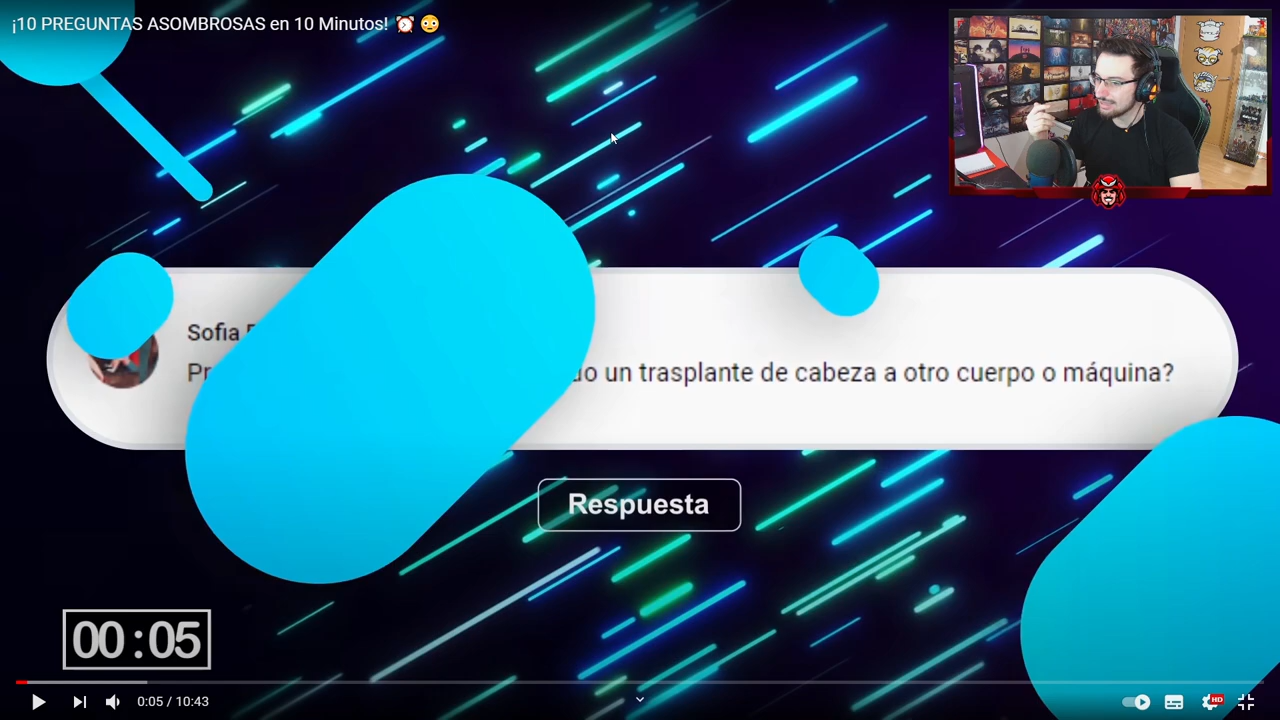 ¡10 PREGUNTAS ASOMBROSAS en 10 Minutos! ⏰ 😳
Sofia
un trasplante de cabeza a otro cuerpo o máquina?
Respuesta
00:05
0:05 / 10:43
HD